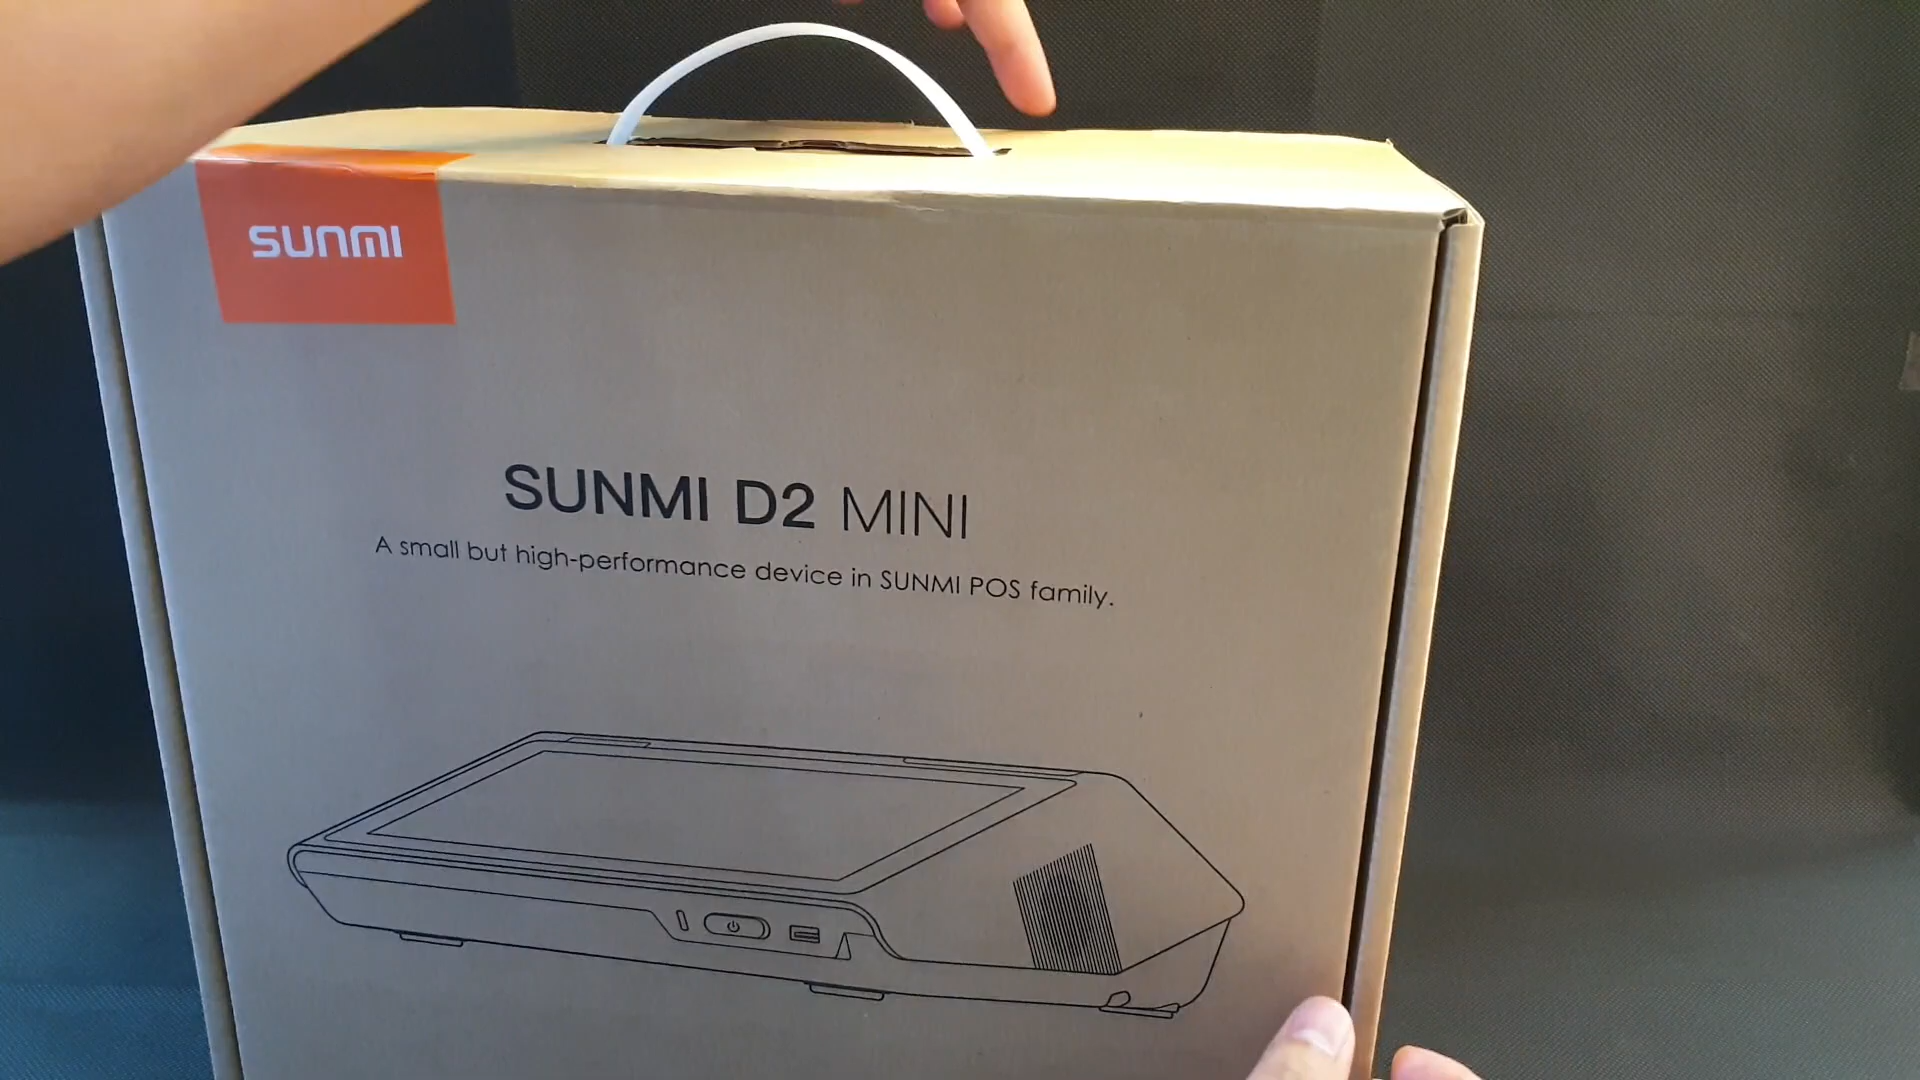 SUNMI
SUNMI D2 MINI
A small but high-performance device in SUNMI POS family.